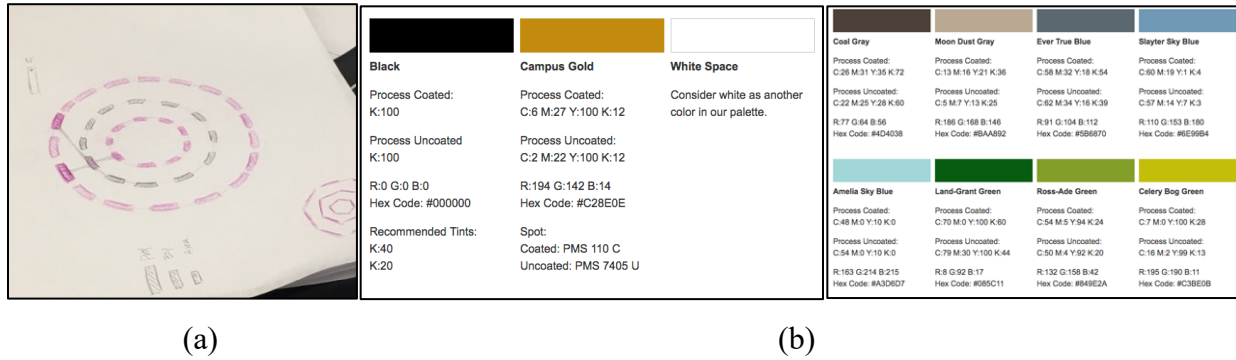 Black
Process Coated:
K:100
Process Uncoated
K:100
R:0 G:0 B:0
Hex Code: #000000
Recommended Tints:
K:40
K:20
Campus Gold
Process Coated:
C:6 M:27 Y:100 K:12
Process Uncoated:
C:2 M:22 Y:100 K:12
R:194 G:142 B:14
Hex Code: #C28E0E
Spot:
Coated: PMS 110 C
Uncoated: PMS 7405 U
White Space
Consider white as another
color in our palette.
Coal Gray
Process Coated:
C:26 M:31 Y:35 K:72
Process Uncoated:
C:22 M:25 Y:28 K:60
R:77 G:64 B:56
Hex Code: #4D4038
Moon Dust Gray
Process Coated:
C:13 M:16 Y:21 K:36
Process Uncoated:
C:5 M:7 Y:13 K:25
R:186 G:168 B:146
Hex Code: #BAA892
Ever True Blue
Process Coated:
C:58 M:32 Y:18 K:54
Process Uncoated:
C:62 M:34 Y:16 K:39
R:91 G:104 B:112
Hex Code: #5B6870
Slayter Sky Blue
Process Coated:
C:60 M:19 Y:1 K:4
Process Uncoated:
C:57 M:14 Y:7 K:3
R:110 G:153 B:180
Hex Code: #6E99B4
Amelia Sky Blue
Process Coated:
C:48 M:0 Y:10 K:0
Process Uncoated:
C:54 M:0 Y:10 K:0
R:163 G:214 B:215
Hex Code: #A3D6D7
Land-Grant Green
Process Coated:
C:70 M:0 Y:100 K:60
Process Uncoated:
C:79 M:30 Y:100 K:44
R:8 G:92 B:17
Hex Code: #085C11
Ross-Ade Green
Process Coated:
C:54 M:5 Y:94 K:24
Process Uncoated:
C:50 M:4 Y:92 K:20
R:132 G:158 B:42
Hex Code: #849E2A
Celery Bog Green
Process Coated:
C:7 M:0 Y:100 K:28
Process Uncoated:
C:16 M:2 Y:99 K:13
R:195 G:190 B:11
Hex Code: #C3BE0B
(a)
(b)